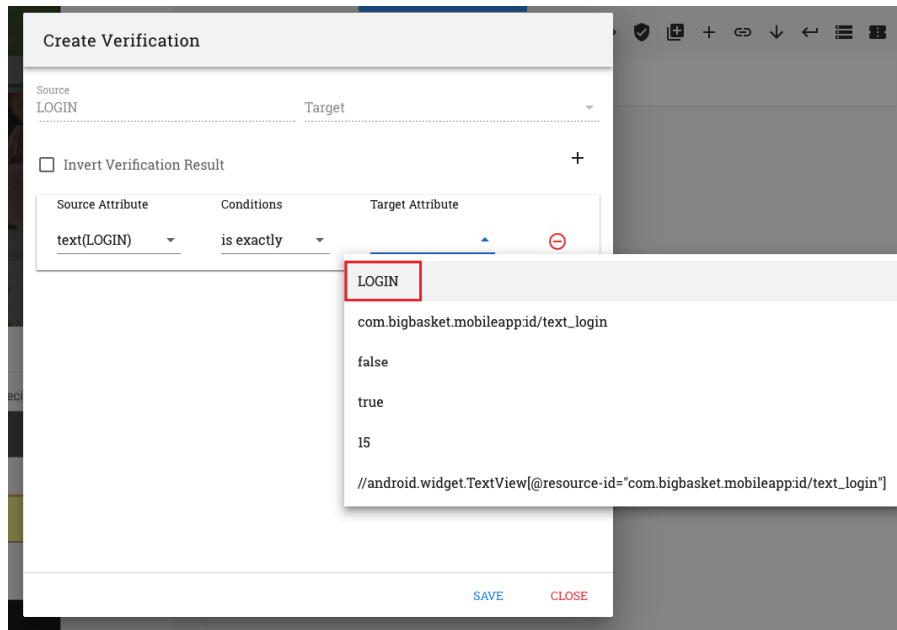 Create Verification
Source
LOGIN Target
Invert Verification Result
Source Attribute Conditions Target Attribute
text(LOGIN) is exactly
LOGIN
com.bigbasket.mobileapp:id/text_login
false
true
15
//android.widget.TextView[@resource-id="com.bigbasket.mobileapp:id/text_login"]
SAVE CLOSE